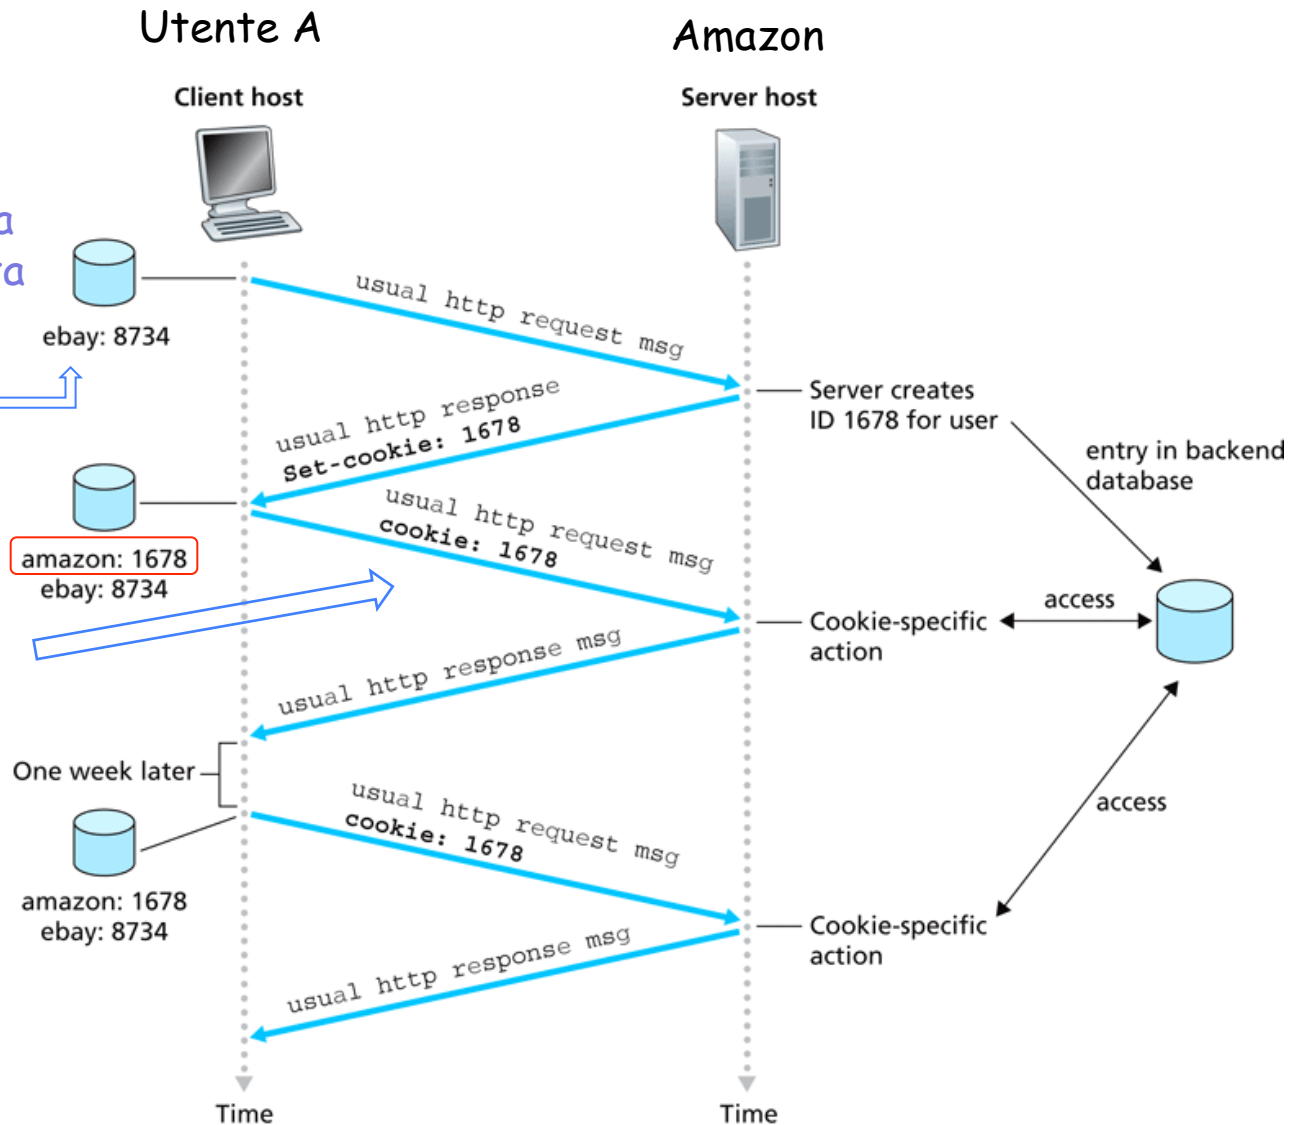 Utente A
Amazon
Client host
Server host
usual http request msg
ebay: 8734
Server creates
ID 1678 for user
usual http response
Set-cookie: 1678
entry in backend
database
usual http request msg
cookie: 1678
amazon: 1678
ebay: 8734
access
Cookie-specific
action
usual http response msg
One week later
usual http request msg
cookie: 1678
access
amazon: 1678
ebay: 8734
Cookie-specific
action
usual http response msg
Time
Time